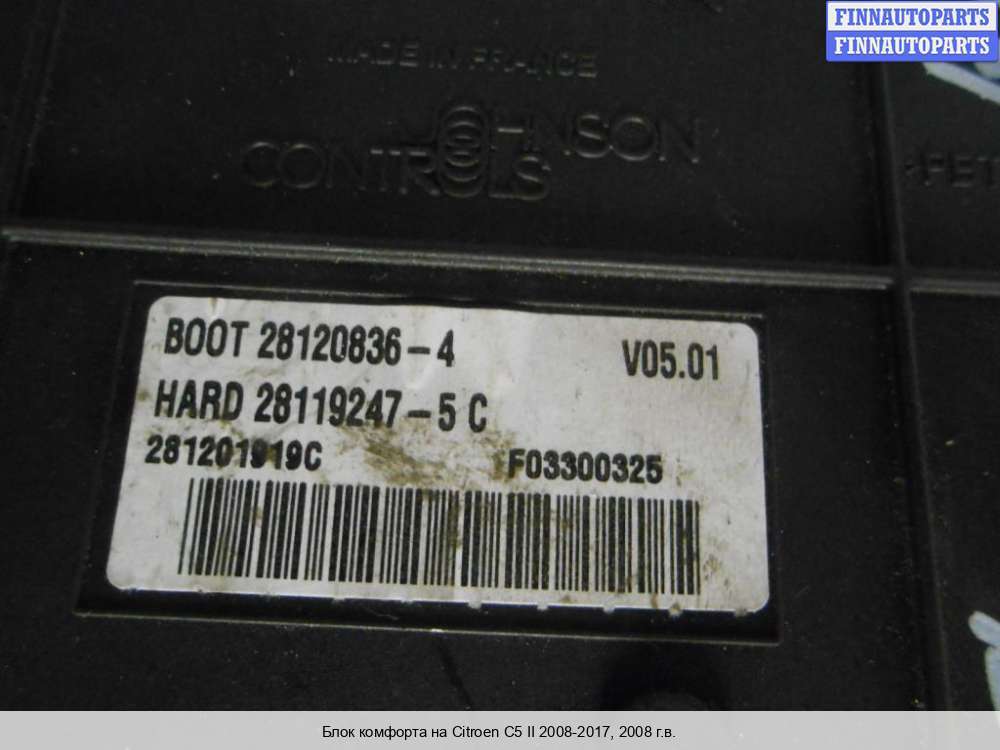 FINNAUTOPARTS
FINNAUTOPARTS
MADE IN FRANCE
JOHNSON
CONTROLS
BOOT 28120836-4 V05.01
HARD 28119247-5 C
281201919C F03300325
Блок комфорта на Citroen C5 II 2008-2017, 2008 г.в.